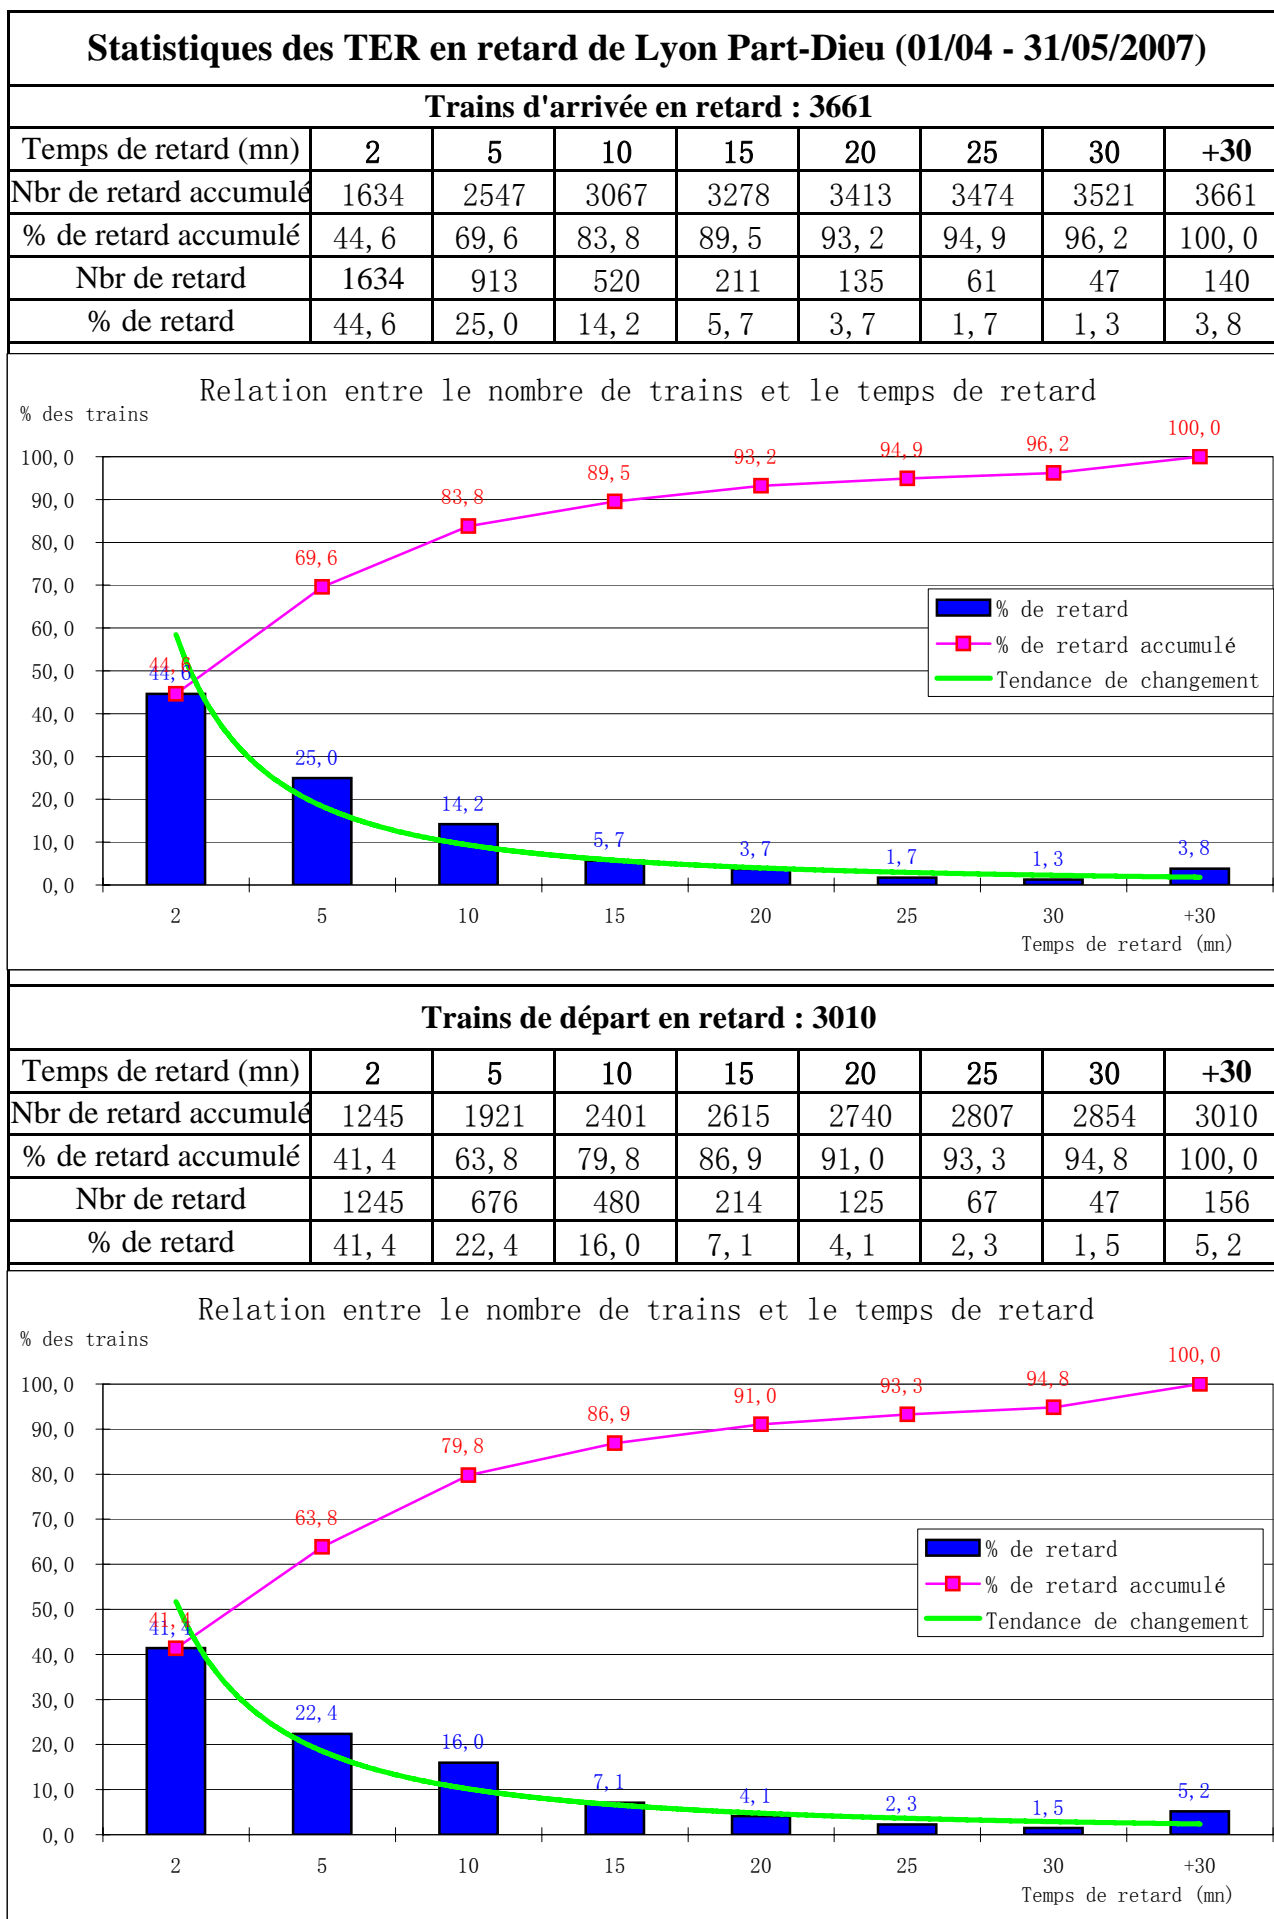 Statistiques des TER en retard de Lyon Part-Dieu (01/04 - 31/05/2007)
Trains d'arrivée en retard : 3661
Temps de retard (mn) 2 5 10 15 20 25 30 +30
Nbr de retard accumulé 1634 2547 3067 3278 3413 3474 3521 3661
% de retard accumulé 44,6 69,6 83,8 89,5 93,2 94,9 96,2 100,0
Nbr de retard 1634 913 520 211 135 61 47 140
% de retard 44,6 25,0 14,2 5,7 3,7 1,7 1,3 3,8
Relation entre le nombre de trains et le temps de retard
% des trains
100,0
90,0
80,0
70,0
60,0
50,0
40,0
30,0
20,0
10,0
0,0
44,6 69,6 83,8 89,5 93,2 94,9 96,2 100,0
44,6 25,0 14,2 5,7 3,7 1,7 1,3 3,8
% de retard
% de retard accumulé
Tendance de changement
2 5 10 15 20 25 30 +30
Temps de retard (mn)
Trains de départ en retard : 3010
Temps de retard (mn) 2 5 10 15 20 25 30 +30
Nbr de retard accumulé 1245 1921 2401 2615 2740 2807 2854 3010
% de retard accumulé 41,4 63,8 79,8 86,9 91,0 93,3 94,8 100,0
Nbr de retard 1245 676 480 214 125 67 47 156
% de retard 41,4 22,4 16,0 7,1 4,1 2,3 1,5 5,2
Relation entre le nombre de trains et le temps de retard
% des trains
100,0
90,0
80,0
70,0
60,0
50,0
40,0
30,0
20,0
10,0
0,0
41,4 63,8 79,8 86,9 91,0 93,3 94,8 100,0
41,4 22,4 16,0 7,1 4,1 2,3 1,5 5,2
% de retard
% de retard accumulé
Tendance de changement
2 5 10 15 20 25 30 +30
Temps de retard (mn)